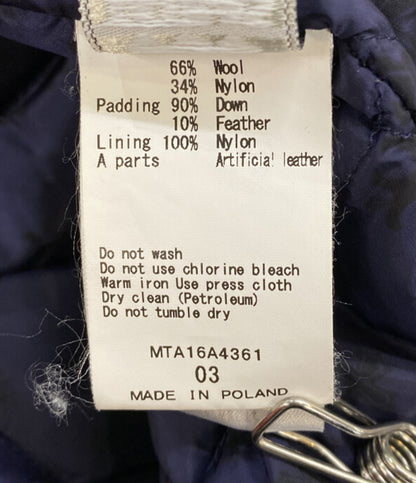 66% Wool
34% Nylon
Padding 90% Down
10% Feather
Lining 100% Nylon
A parts Artificial leather
Do not wash
Do not use chlorine bleach
Warm iron Use press cloth
Dry clean (Petroleum)
Do not tumble dry
MTA16A4361
03
MADE IN POLAND